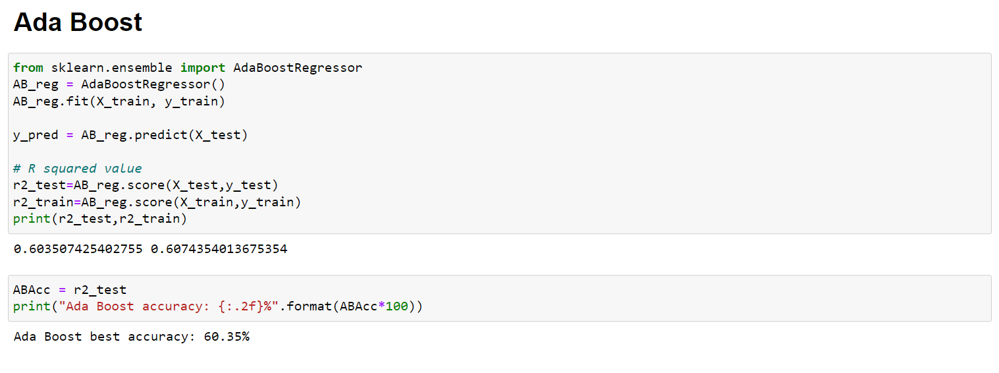 Ada Boost
from sklearn.ensemble import AdaBoostRegressor
AB_reg = AdaBoostRegressor()
AB_reg.fit(X_train, y_train)
y_pred = AB_reg.predict(X_test)
# R squared value
r2_test=AB_reg.score(X_test,y_test)
r2_train=AB_reg.score(X_train,y_train)
print(r2_test,r2_train)
0.603507425402755 0.6074354013675354
ABAcc = r2_test
print("Ada Boost accuracy: {:.2f}%".format(ABAcc*100))
Ada Boost best accuracy: 60.35%